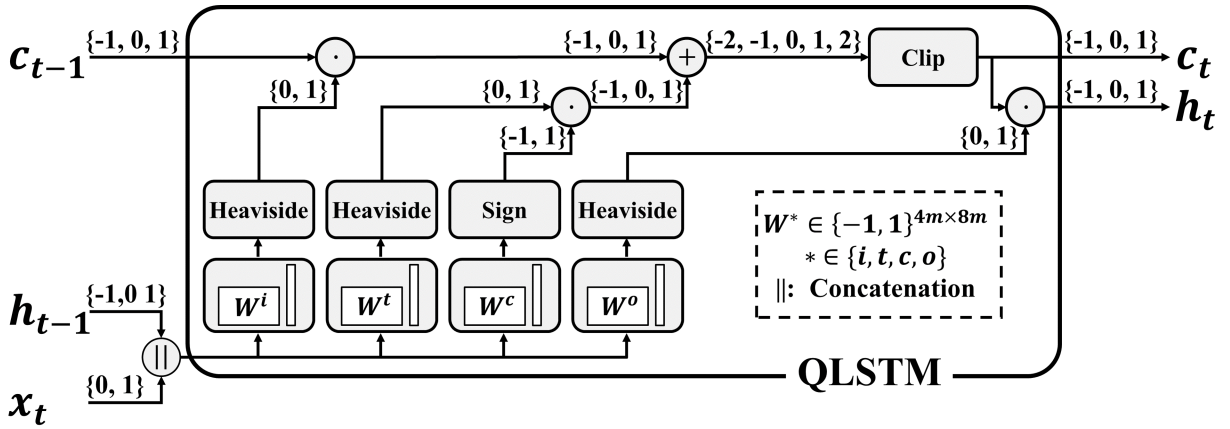 c_{t-1} {-1, 0, 1} · {-1, 0, 1} + {-2, -1, 0, 1, 2} Clip {-1, 0, 1} c_t
{0, 1} {0, 1} · {-1, 0, 1} · {-1, 0, 1} h_t
{-1, 1} {0, 1}
Heaviside Heaviside Sign Heaviside
W^* ∈ {-1, 1}^{4m×8m}
* ∈ {i, t, c, o}
||: Concatenation
W^i W^t W^c W^o
h_{t-1} {-1,0 1}
||
x_t {0, 1}
QLSTM